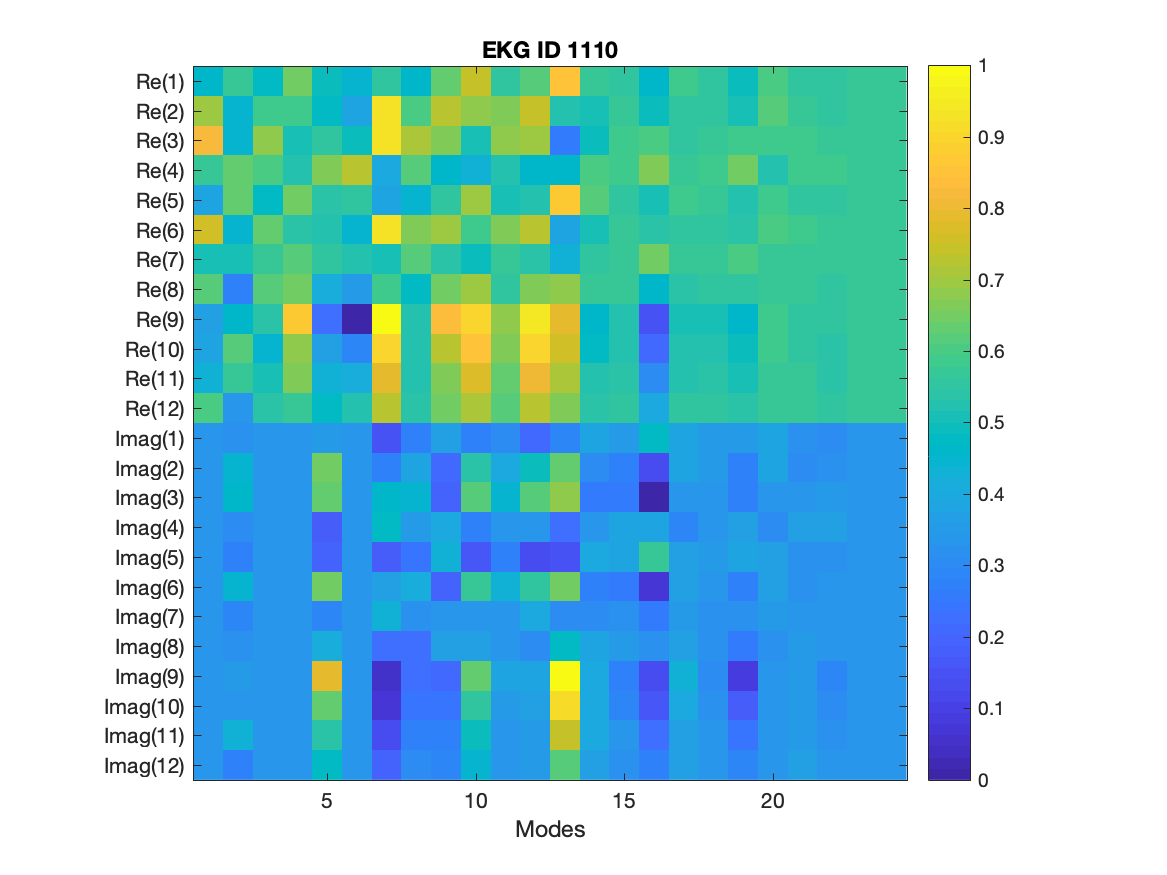 EKG ID 1110
Re(1)
Re(2)
Re(3)
Re(4)
Re(5)
Re(6)
Re(7)
Re(8)
Re(9)
Re(10)
Re(11)
Re(12)
Imag(1)
Imag(2)
Imag(3)
Imag(4)
Imag(5)
Imag(6)
Imag(7)
Imag(8)
Imag(9)
Imag(10)
Imag(11)
Imag(12)
5 10 15 20
Modes
1
0.9
0.8
0.7
0.6
0.5
0.4
0.3
0.2
0.1
0